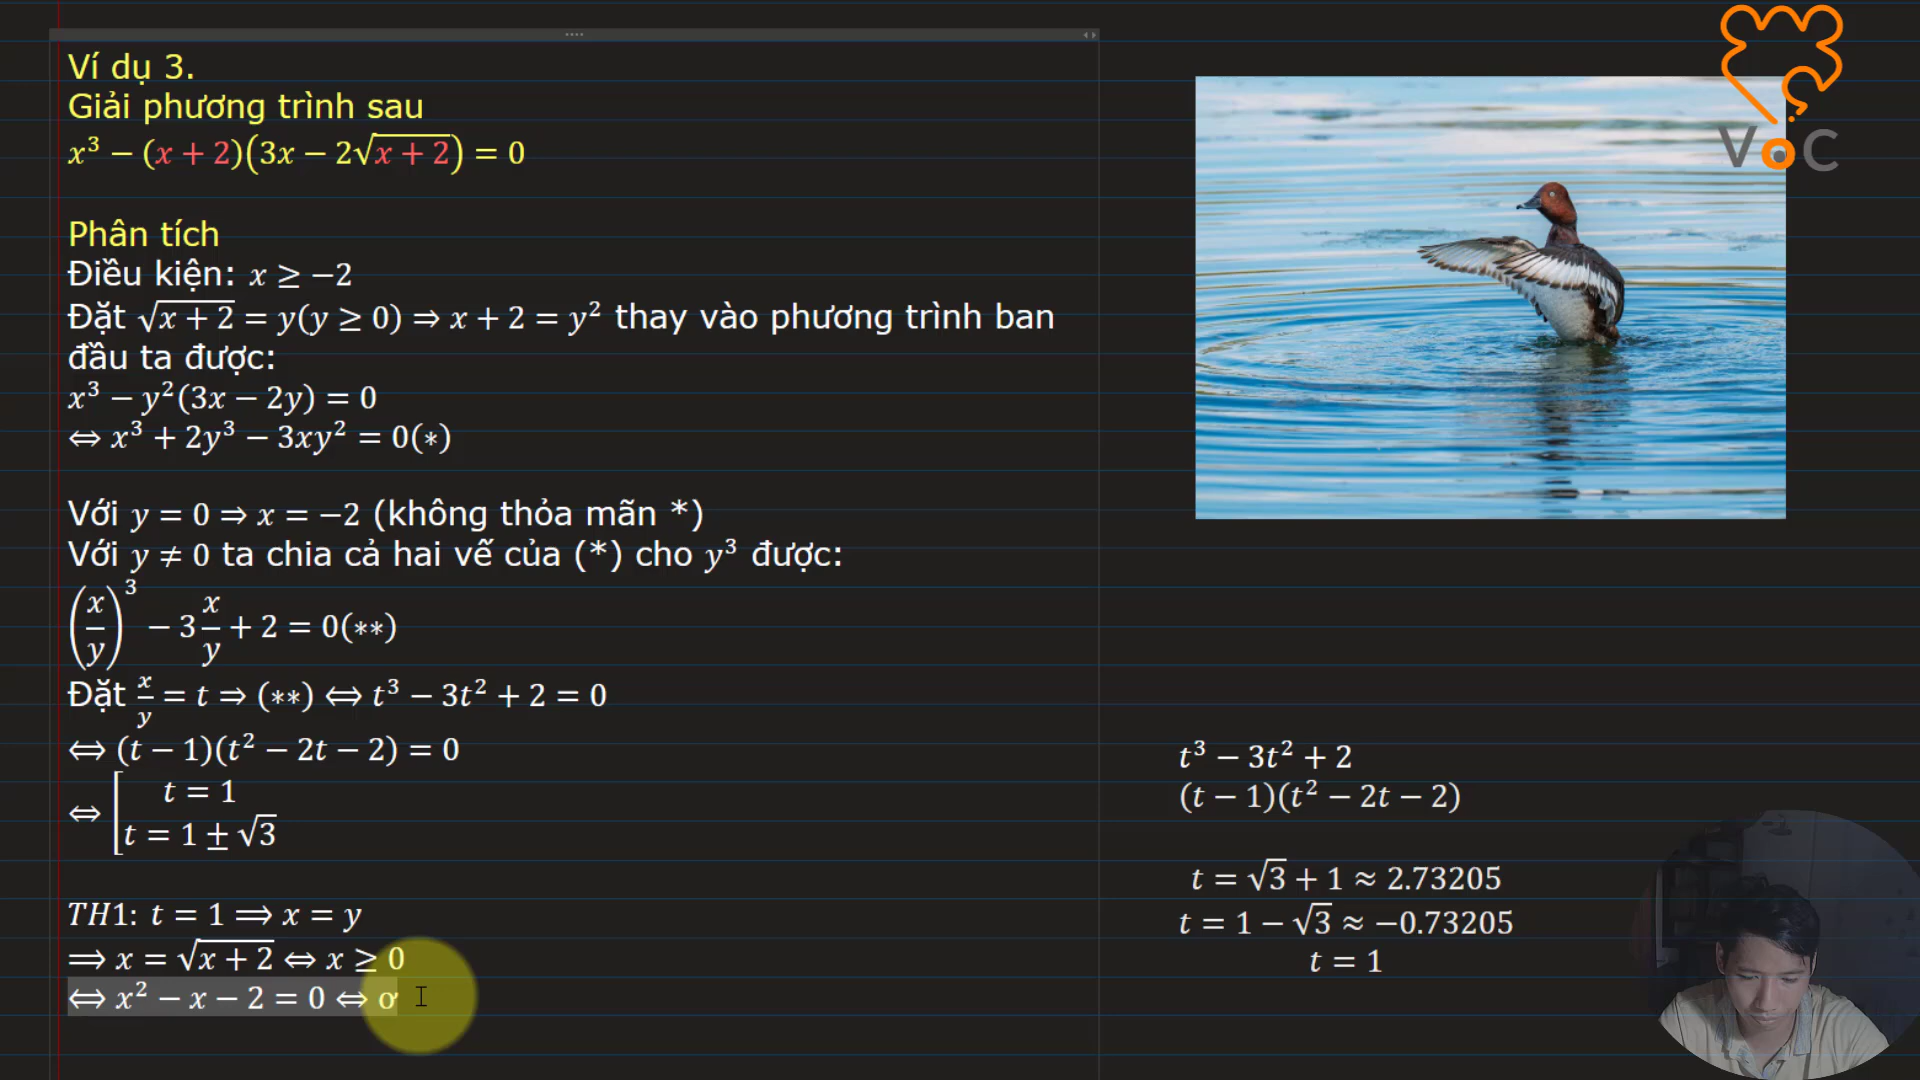 Ví dụ 3.
Giải phương trình sau
x³ − (x + 2)(3x − 2√(x + 2)) = 0
Phân tích
Điều kiện: x ≥ −2
Đặt √(x + 2) = y(y ≥ 0) ⇒ x + 2 = y² thay vào phương trình ban
đầu ta được:
x³ − y²(3x − 2y) = 0
⇔ x³ + 2y³ − 3xy² = 0(∗)
Với y = 0 ⇒ x = −2 (không thỏa mãn *)
Với y ≠ 0 ta chia cả hai vế của (*) cho y³ được:
(x/y)³ − 3 x/y + 2 = 0(∗∗)
Đặt x/y = t ⇒ (∗∗) ⇔ t³ − 3t² + 2 = 0
⇔ (t − 1)(t² − 2t − 2) = 0
⇔ [ t = 1
t = 1 ± √3
TH1: t = 1 ⟹ x = y
⟹ x = √(x + 2) ⇔ x ≥ 0
⇔ x² − x − 2 = 0 ⇔ ơ
VOC
t³ − 3t² + 2
(t − 1)(t² − 2t − 2)
t = √3 + 1 ≈ 2.73205
t = 1 − √3 ≈ −0.73205
t = 1